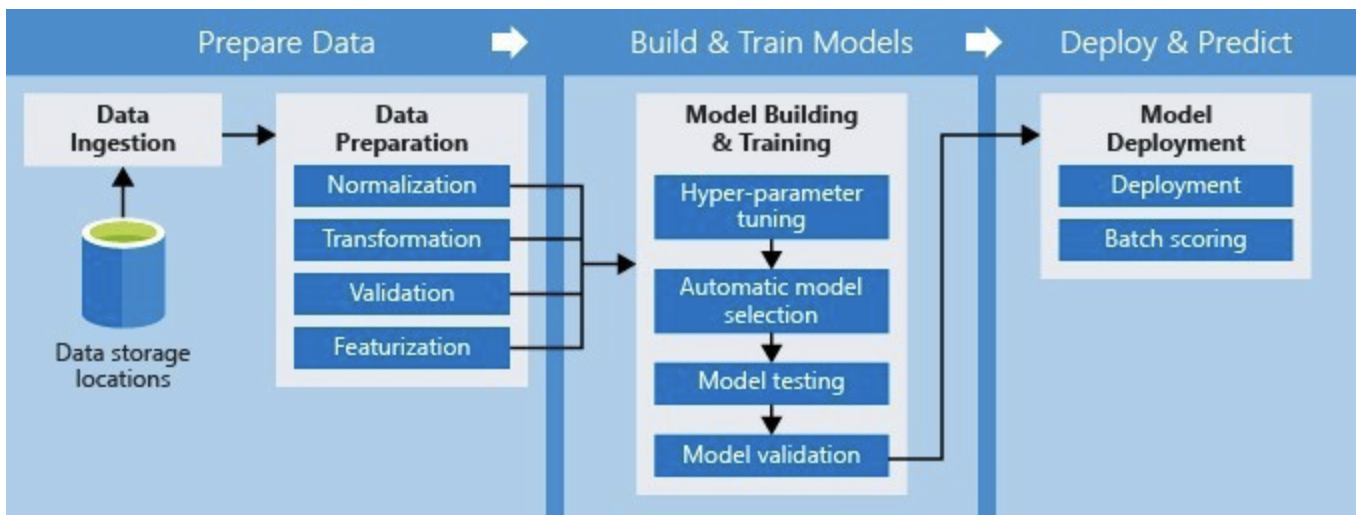 Prepare Data
Build & Train Models
Deploy & Predict
Data
Ingestion
Data storage
locations
Data
Preparation
Normalization
Transformation
Validation
Featurization
Model Building
& Training
Hyper-parameter
tuning
Automatic model
selection
Model testing
Model validation
Model
Deployment
Deployment
Batch scoring